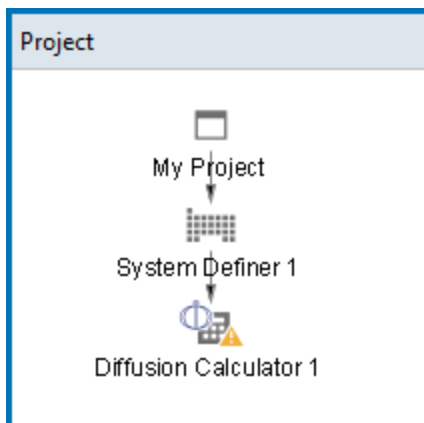 Project
My Project
System Definer 1
Diffusion Calculator 1